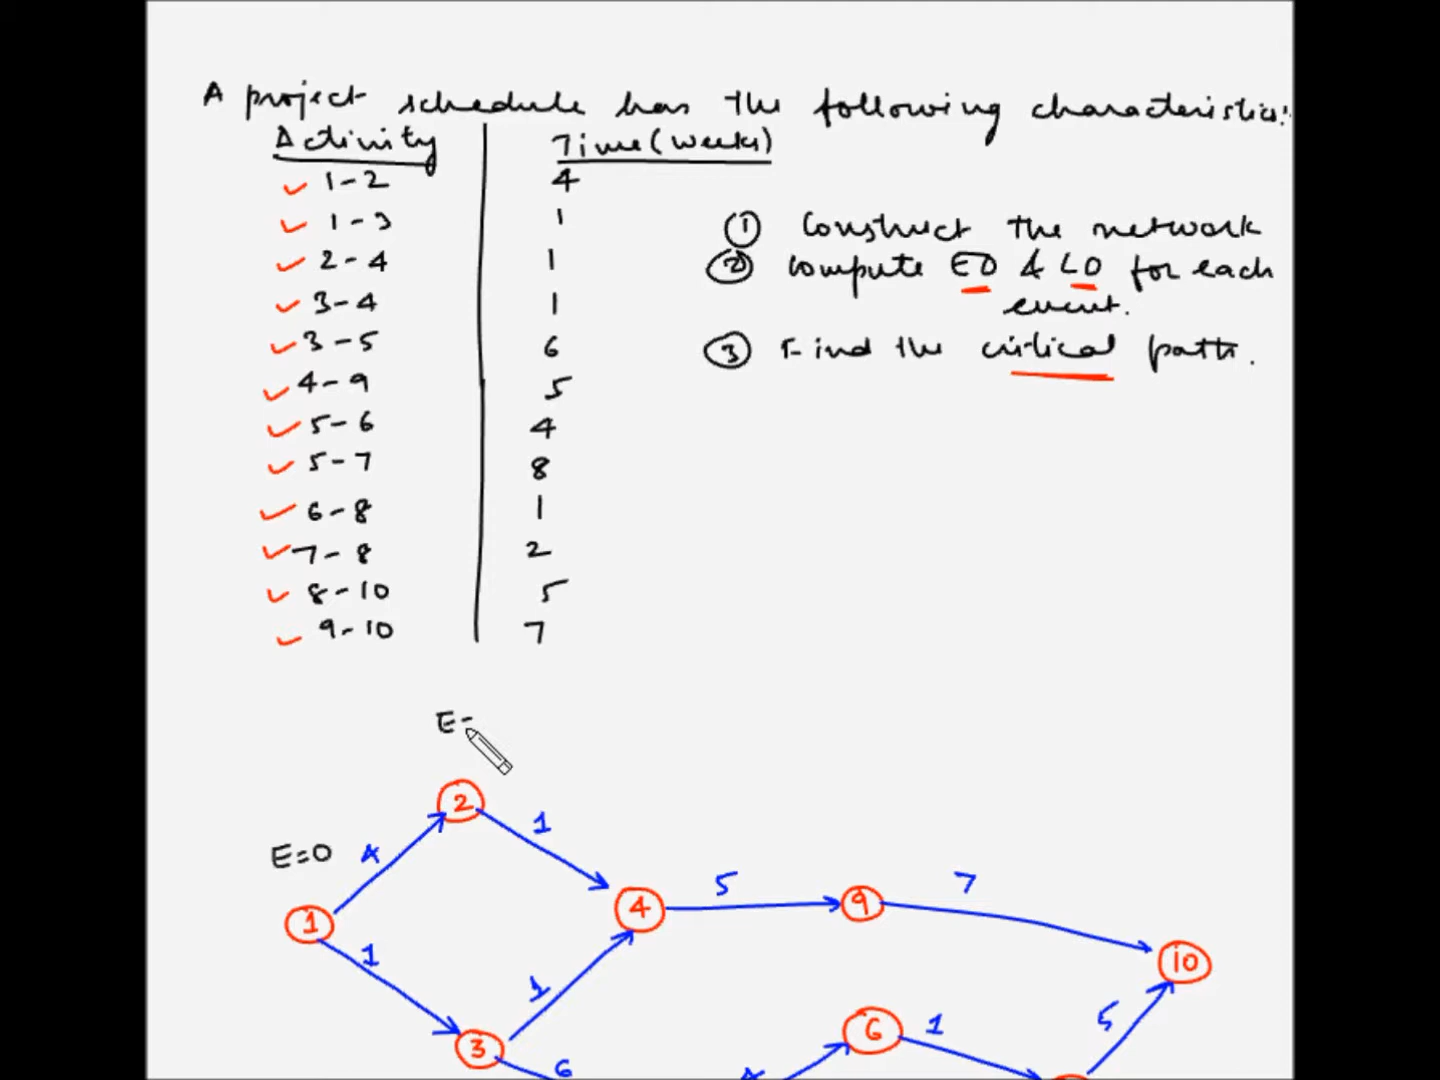 A project schedule has the following characteristics:
Activity Time (weeks)
1-2 4
1-3 1
2-4 1
3-4 1
3-5 6
4-9 5
5-6 4
5-7 8
6-8 1
7-8 2
8-10 5
9-10 7
① Construct the network
② Compute EO & LO for each
event.
③ Find the critical path.
E-
2
1
E=0 4
5 7
1 4 9
10
1 1
3 6 1 5
6 4